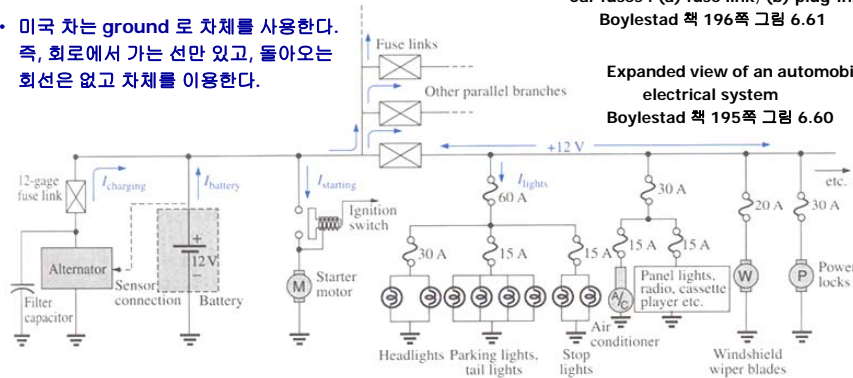 • 미국 차는 ground 로 차체를 사용한다.
즉, 회로에서 가는 선만 있고, 돌아오는
회선은 없고 차체를 이용한다.
Boylestad 책 196쪽 그림 6.61
Expanded view of an automobi
electrical system
Boylestad 책 195쪽 그림 6.60
Fuse links
Other parallel branches
+12 V
12-gage
fuse link
Icharging
Ibattery
Istarting
Ilights
etc.
Ignition
switch
60 A
30 A
20 A
30 A
30 A
15 A
15 A
15 A
15 A
Alternator
+
12 V
–
Sensor
connection
Battery
Filter
capacitor
M
Starter
motor
A/C
Panel lights,
radio, cassette
player etc.
W
P
Power
locks
Air
conditioner
Headlights
Parking lights,
tail lights
Stop
lights
Windshield
wiper blades